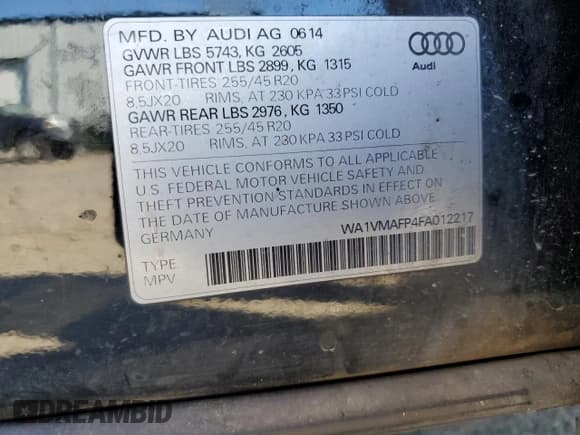 MFD. BY AUDI AG 06 14
GVWR LBS 5743, KG 2605
GAWR FRONT LBS 2899, KG 1315
FRONT-TIRES 255/45 R20
8,5JX20 RIMS, AT 230 KPA 33 PSI COLD
GAWR REAR LBS 2976, KG 1350
REAR-TIRES 255/45 R20
8,5JX20 RIMS, AT 230 KPA 33 PSI COLD
THIS VEHICLE CONFORMS TO ALL APPLICABLE
U.S. FEDERAL MOTOR VEHICLE SAFETY AND
THEFT PREVENTION STANDARDS IN EFFECT ON
THE DATE OF MANUFACTURE SHOWN ABOVE.
GERMANY
WA1VMAFP4FA012217
TYPE
MPV
Audi
DREAMBID